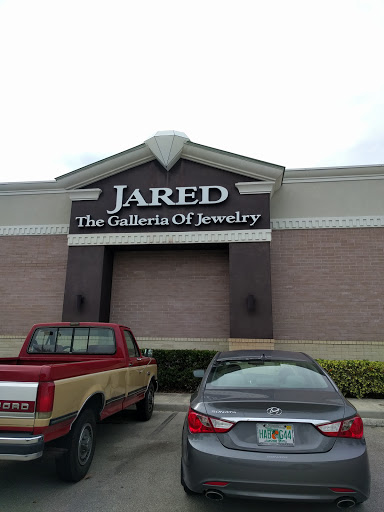 JARED
The Galleria Of Jewelry
FORD
SONATA